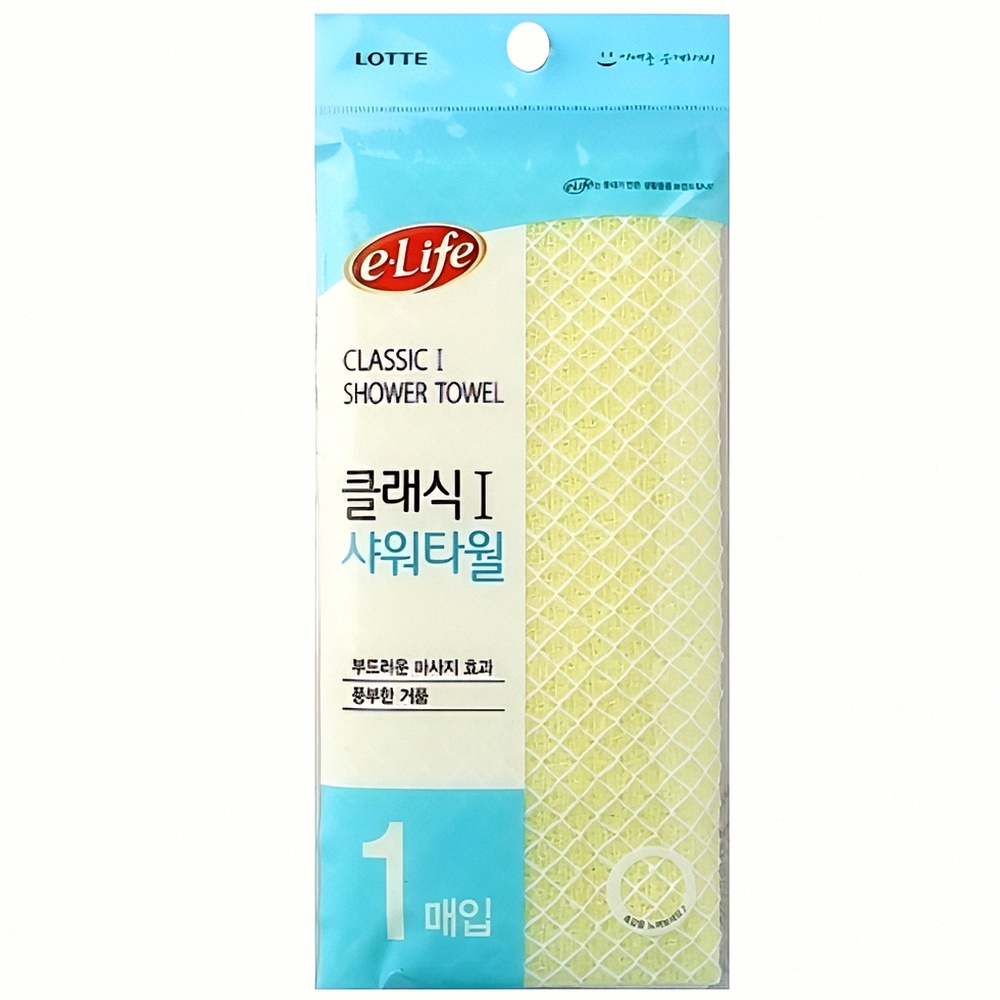 LOTTE
e·Life
CLASSIC I
SHOWER TOWEL
클래식 I
샤워타월
부드러운 마사지 효과
풍부한 거품
1 매입